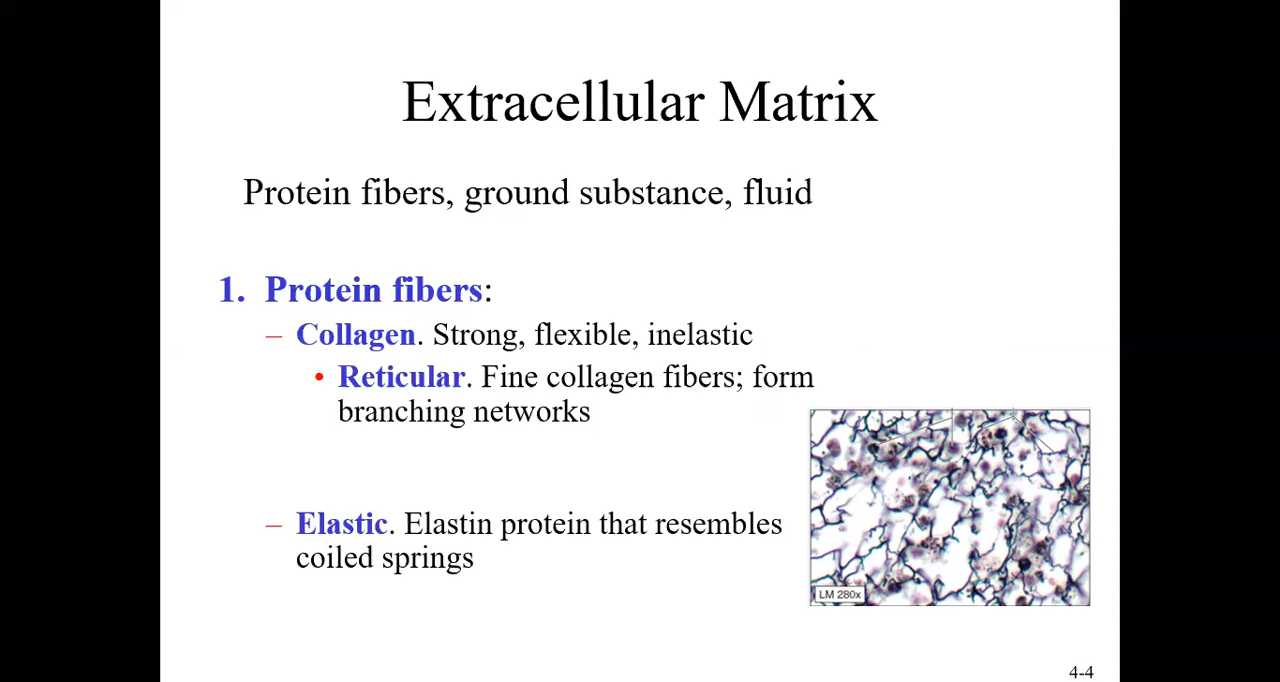 Extracellular Matrix
Protein fibers, ground substance, fluid
1. Protein fibers:
– Collagen. Strong, flexible, inelastic
• Reticular. Fine collagen fibers; form
branching networks
– Elastic. Elastin protein that resembles
coiled springs
LM 280x
4-4